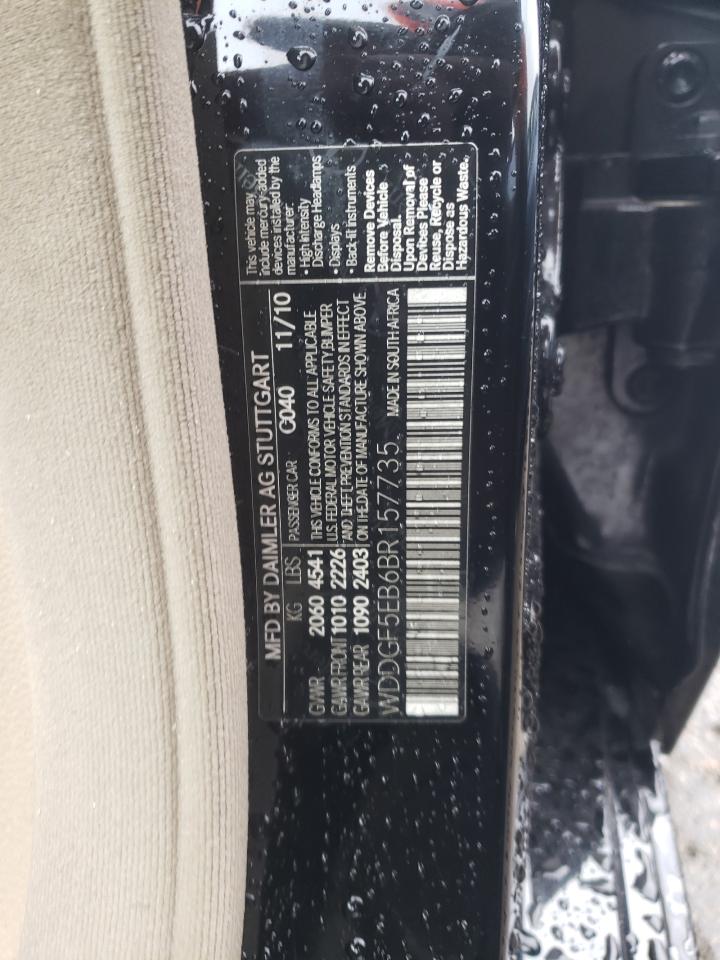 MFD BY DAIMLER AG STUTTGART
KG LBS PASSENGER CAR C040 11/10
GVWR 2060 4541
GAWR FRONT 1010 2226
GAWR REAR 1090 2403
THIS VEHICLE CONFORMS TO ALL APPLICABLE
U.S. FEDERAL MOTOR VEHICLE SAFETY, BUMPER
AND THEFT PREVENTION STANDARDS IN EFFECT
ON THE DATE OF MANUFACTURE SHOWN ABOVE
WDDGF5EB6BR157735 MADE IN SOUTH AFRICA
This vehicle may
include mercury-added
devices installed by the
manufacturer:
• High Intensity
Discharge Headlamps
• Displays
• Back-lit instruments
Remove Devices
Before Vehicle
Disposal.
Upon Removal of
Devices Please
Reuse, Recycle or
Dispose as
Hazardous Waste.